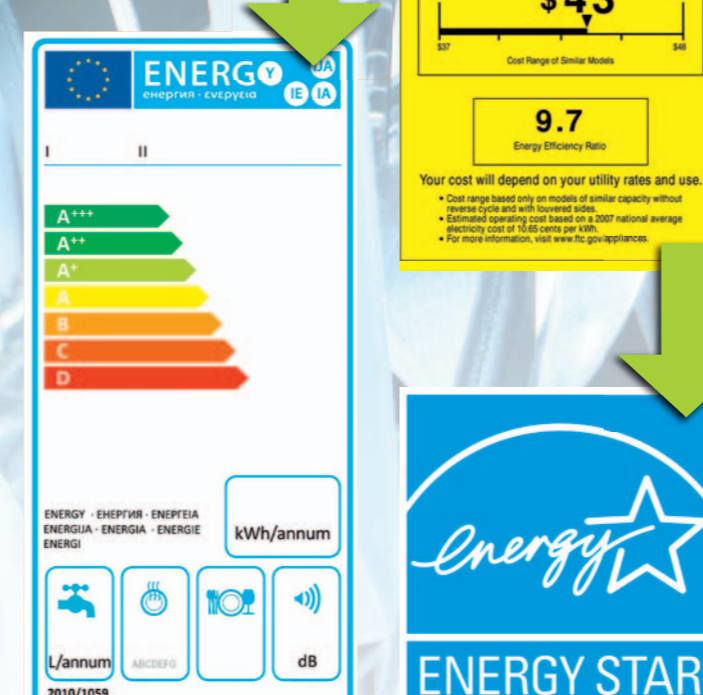 ENERG Y IJA
енергия · ενεργεια IE IA
I II
A+++
A++
A+
A
B
C
D
ENERGY · ЕНЕРГИЯ · ΕΝΕΡΓΕΙΑ
ENERGIJA · ENERGIA · ENERGIE
ENERGI
kWh/annum
L/annum
ABCDEFG
dB
2010/1059
$43
$37
$48
Cost Range of Similar Models
9.7
Energy Efficiency Ratio
Your cost will depend on your utility rates and use.
• Cost range based only on models of similar capacity without
reverse cycle and with louvered sides.
• Estimated operating cost based on a 2007 national average
electricity cost of 10.65 cents per kWh.
• For more information, visit www.ftc.gov/appliances.
energy
ENERGY STAR